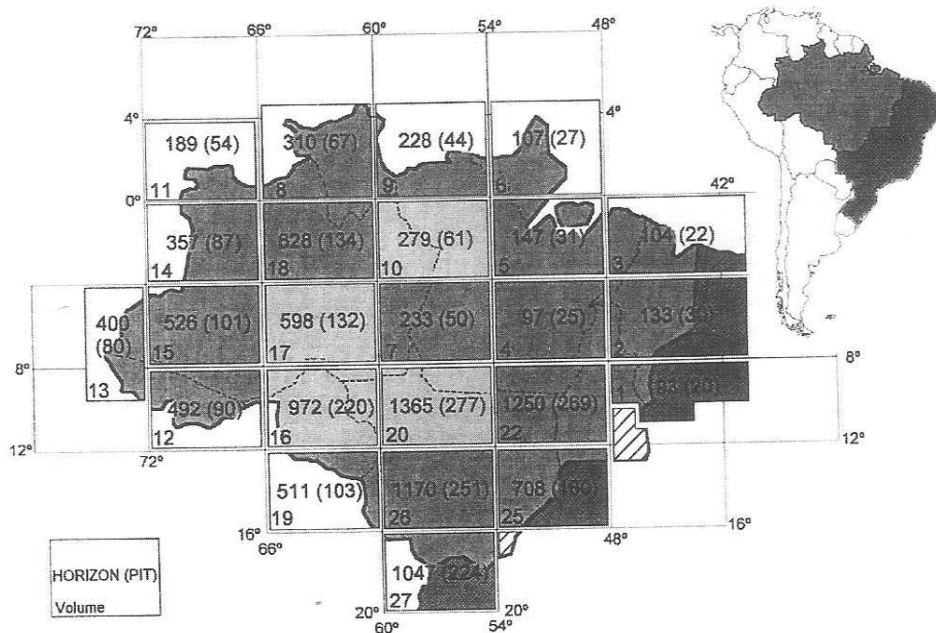 72° 66° 60° 54° 48°
4° 4°
189 (54) 310 (67) 228 (44) 107 (27)
11 8 9 6
0° 42°
357 (87) 628 (134) 279 (61) 147 (31) 104 (22)
14 18 10 5 3
400 526 (101) 598 (132) 233 (50) 97 (25) 133
(80)
15 17 7 4 2
8° 8°
13 492 (90) 972 (220) 1365 (277) 1250 (269) 1
12 16 20 22
12° 72° 12°
511 (103) 1170 (251) 708
19 25
16° 66° 48° 16°
HORIZON (PIT)
Volume
1047 (224)
27
20° 60° 20° 54°